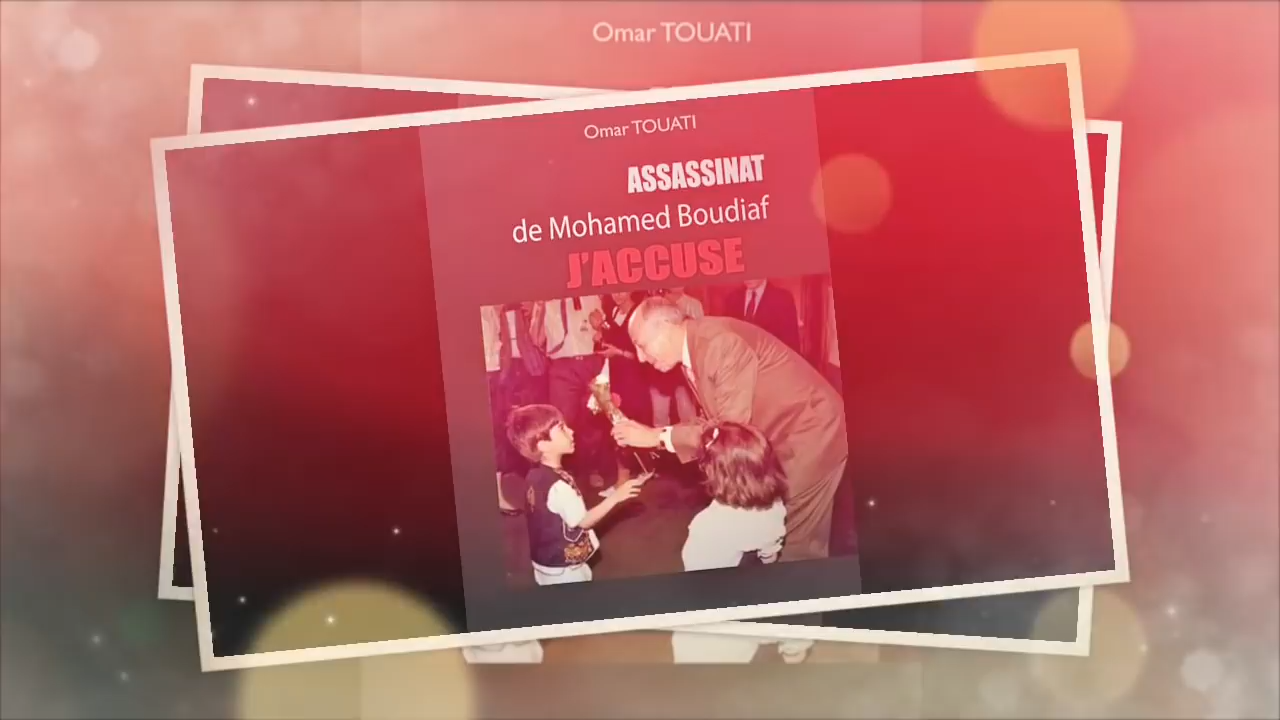 Omar TOUATI
Omar TOUATI
ASSASSINAT
de Mohamed Boudiaf
J'ACCUSE